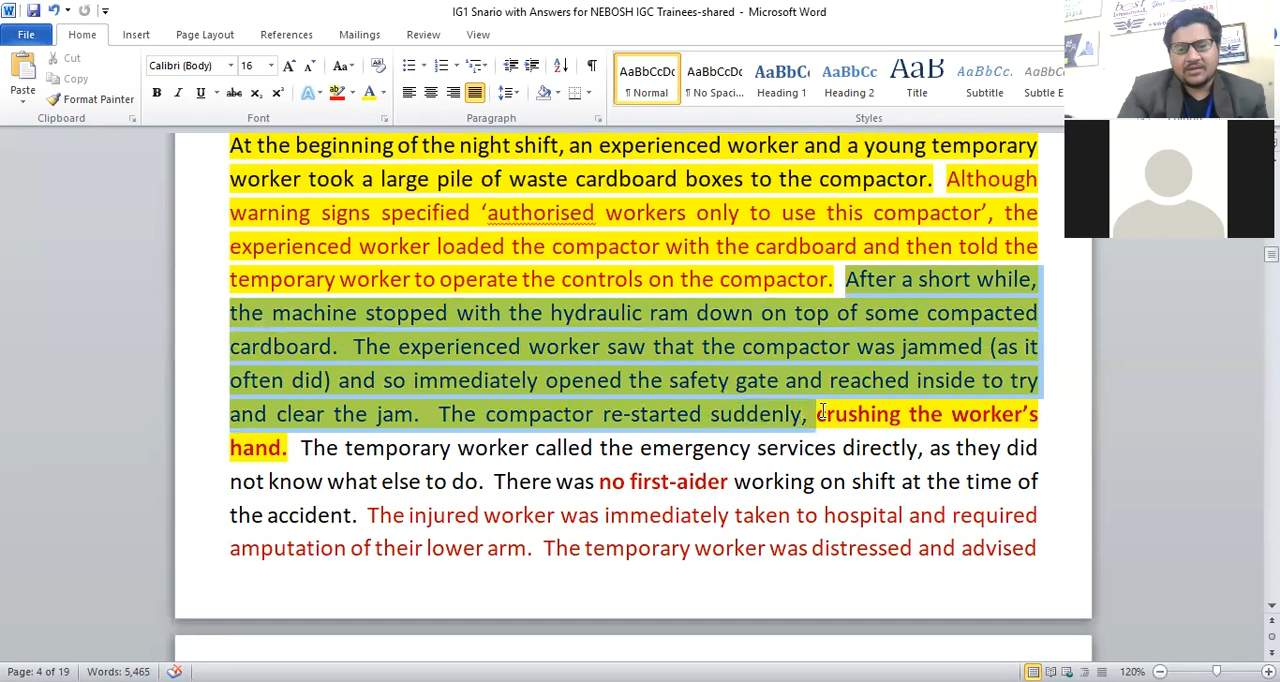 IG1 Snario with Answers for NEBOSH IGC Trainees-shared - Microsoft Word
File Home Insert Page Layout References Mailings Review View
Paste
Cut
Copy
Format Painter
Clipboard
Calibri (Body) 16
Font
Paragraph
AaBbCcDc AaBbCcDc AaBbC AaBbCc AaB AaBbCc. AaBbC
¶ Normal ¶ No Spaci... Heading 1 Heading 2 Title Subtitle Subtle E
Styles
At the beginning of the night shift, an experienced worker and a young temporary
worker took a large pile of waste cardboard boxes to the compactor. Although
warning signs specified ‘authorised workers only to use this compactor’, the
experienced worker loaded the compactor with the cardboard and then told the
temporary worker to operate the controls on the compactor. After a short while,
the machine stopped with the hydraulic ram down on top of some compacted
cardboard. The experienced worker saw that the compactor was jammed (as it
often did) and so immediately opened the safety gate and reached inside to try
and clear the jam. The compactor re-started suddenly, crushing the worker’s
hand. The temporary worker called the emergency services directly, as they did
not know what else to do. There was no first-aider working on shift at the time of
the accident. The injured worker was immediately taken to hospital and required
amputation of their lower arm. The temporary worker was distressed and advised
Page: 4 of 19 Words: 5,465 120%